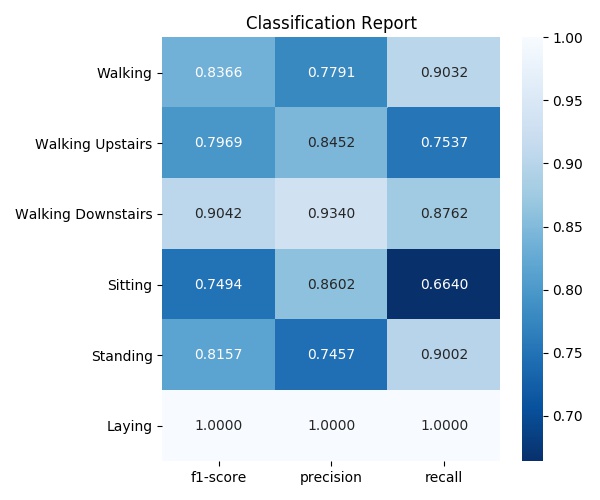 Classification Report
Walking 0.8366 0.7791 0.9032
Walking Upstairs 0.7969 0.8452 0.7537
Walking Downstairs 0.9042 0.9340 0.8762
Sitting 0.7494 0.8602 0.6640
Standing 0.8157 0.7457 0.9002
Laying 1.0000 1.0000 1.0000
f1-score precision recall
1.00
0.95
0.90
0.85
0.80
0.75
0.70